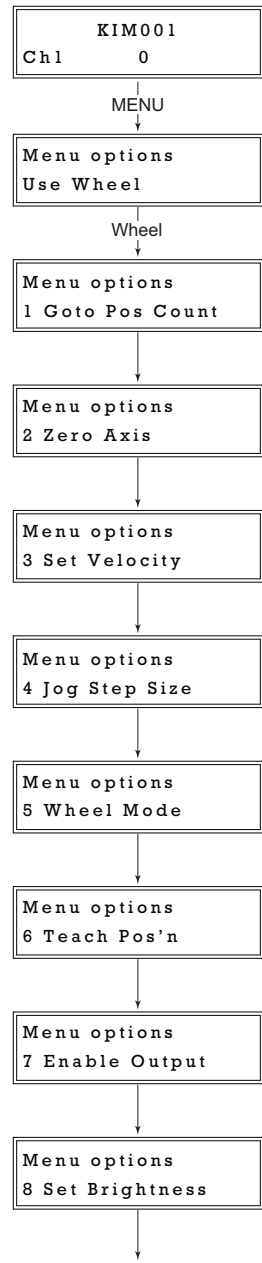 KIM001
Ch1 0
MENU
Menu options
Use Wheel
Wheel
Menu options
1 Goto Pos Count
Menu options
2 Zero Axis
Menu options
3 Set Velocity
Menu options
4 Jog Step Size
Menu options
5 Wheel Mode
Menu options
6 Teach Pos’n
Menu options
7 Enable Output
Menu options
8 Set Brightness